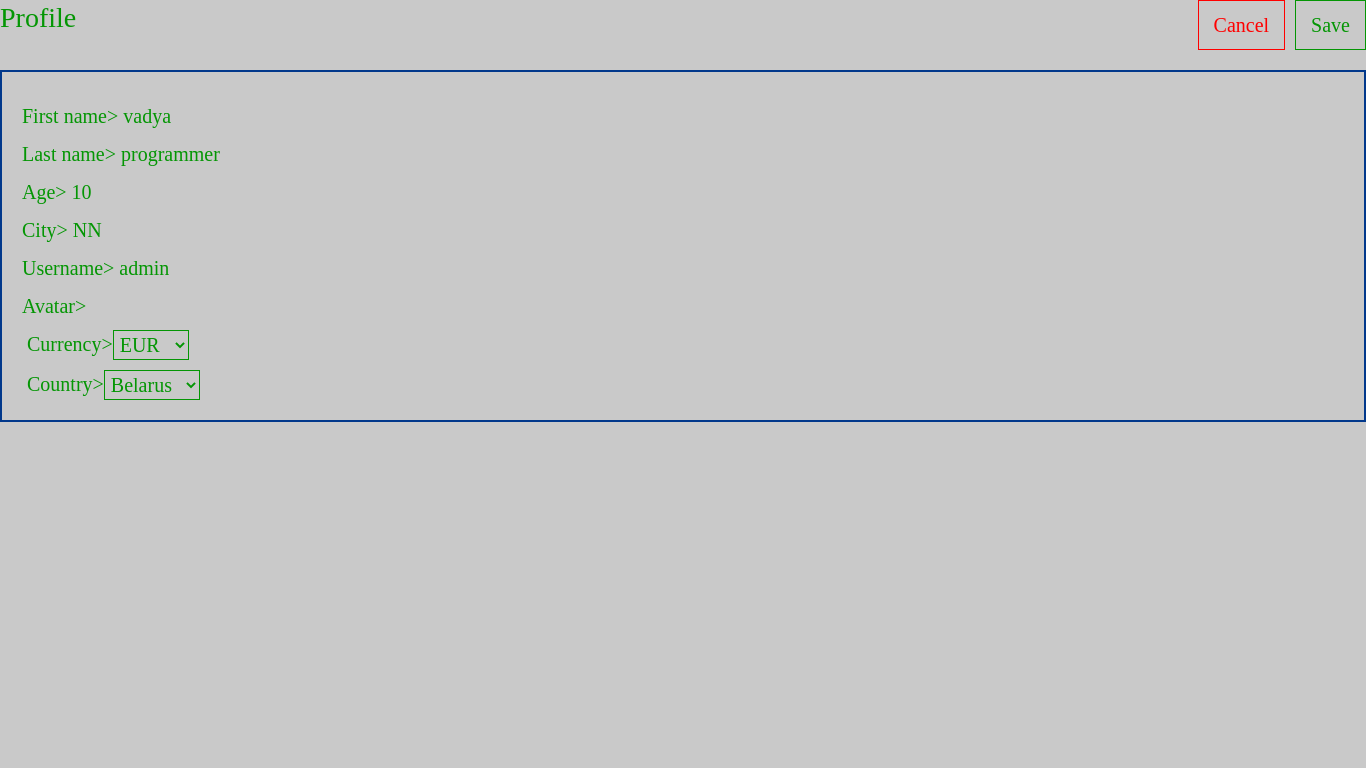 Profile
Cancel
Save
First name> vadya
Last name> programmer
Age> 10
City> NN
Username> admin
Avatar>
Currency> EUR
Country> Belarus